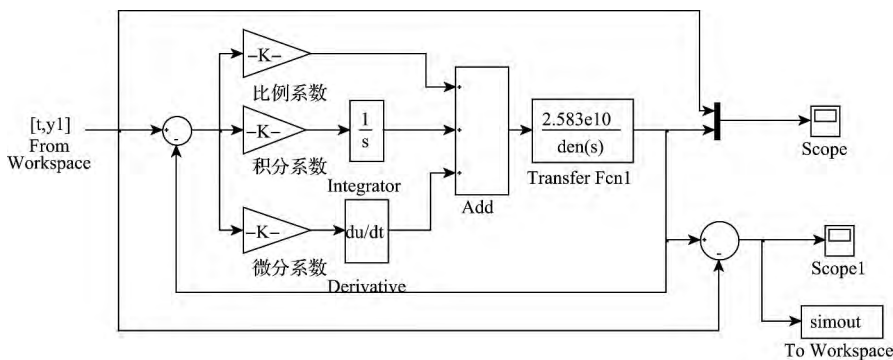 –K–
比例系数
[t,y1]
From
Workspace
+
-
–K–
积分系数
1
s
Integrator
–K–
微分系数
du/dt
Derivative
+
+
+
Add
2.583e10
den(s)
Transfer Fcn1
Scope
+
-
Scope1
simout
To Workspace